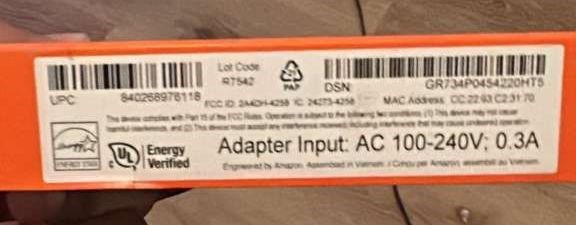 Lot Code
R7542
PAP
UPC 840268976118
DSN GR734P0454220HT5
FCC ID: 2A4DH-4258 IC: 24273-4258 MAC Address: CC:22:93:C2:31:70
This device complies with Part 15 of the FCC Rules. Operation is subject to the following two conditions: (1) This device may not cause
harmful interference, and (2) This device must accept any interference received, including interference that may cause undesired operation.
ENERGY STAR
UL Energy
Verified
Adapter Input: AC 100-240V; 0.3A
Engineered by Amazon. Assembled in Vietnam. / Conçu par Amazon, assemblé au Vietnam.